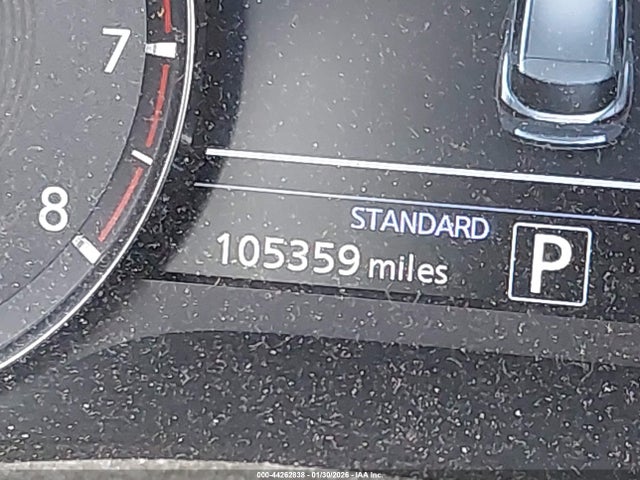 7
8
STANDARD
105359 miles
P
000-44262838 - 01/30/2026 - IAA Inc.